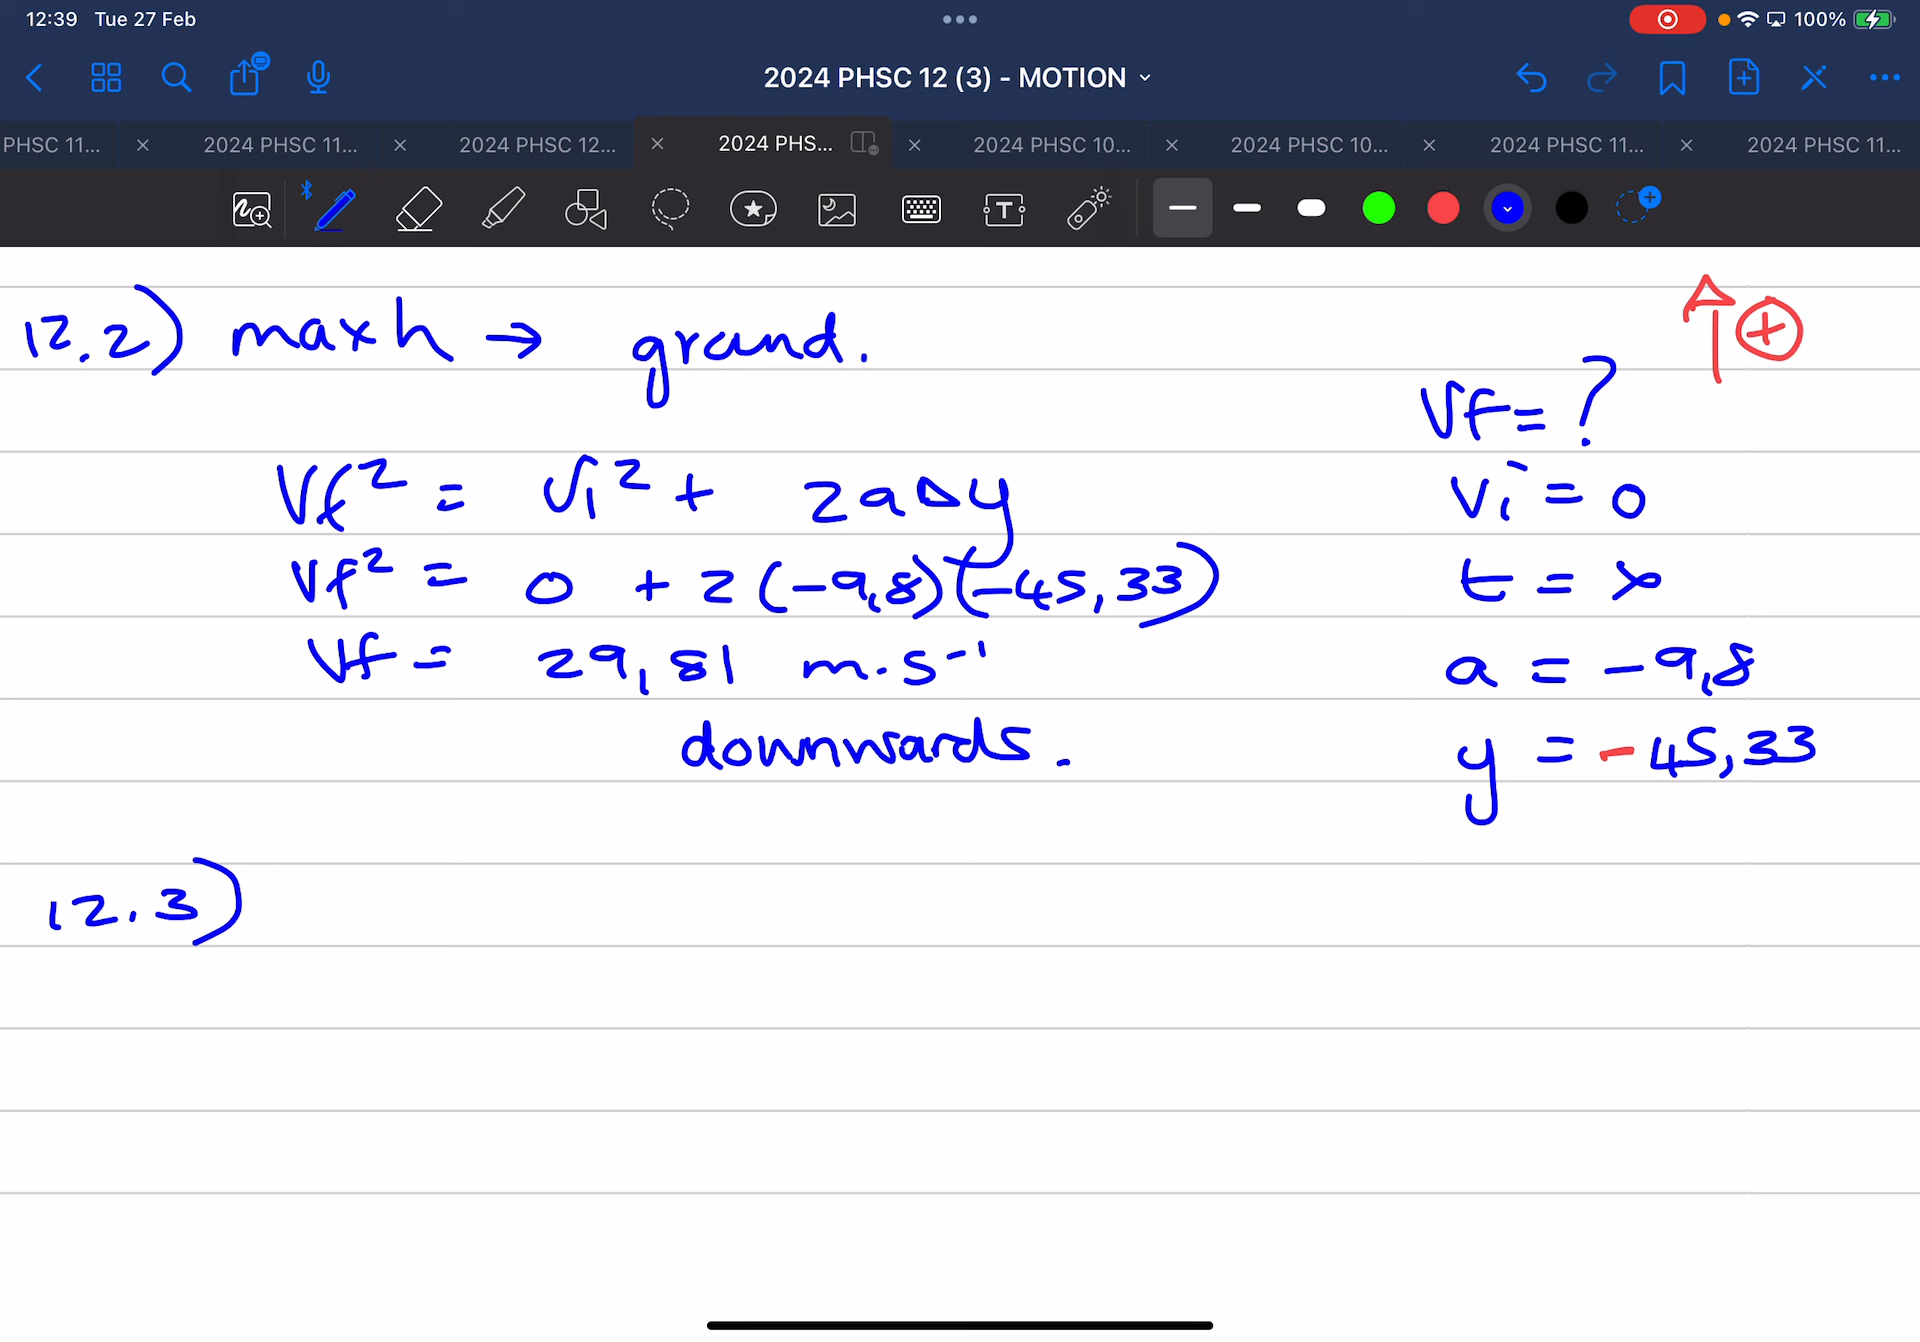 12:39 Tue 27 Feb
100%
2024 PHSC 12 (3) - MOTION
PHSC 11... 2024 PHSC 11... 2024 PHSC 12... 2024 PHS... 2024 PHSC 10... 2024 PHSC 10... 2024 PHSC 11... 2024 PHSC 11...
12.2) max h → ground.
+
Vf² = Vi² + 2aΔy
Vf² = 0 + 2(-9,8)(-45,33)
Vf = 29,81 m·s⁻¹
downwards.
Vf = ?
Vi = 0
t = x
a = -9,8
y = -45,33
12.3)